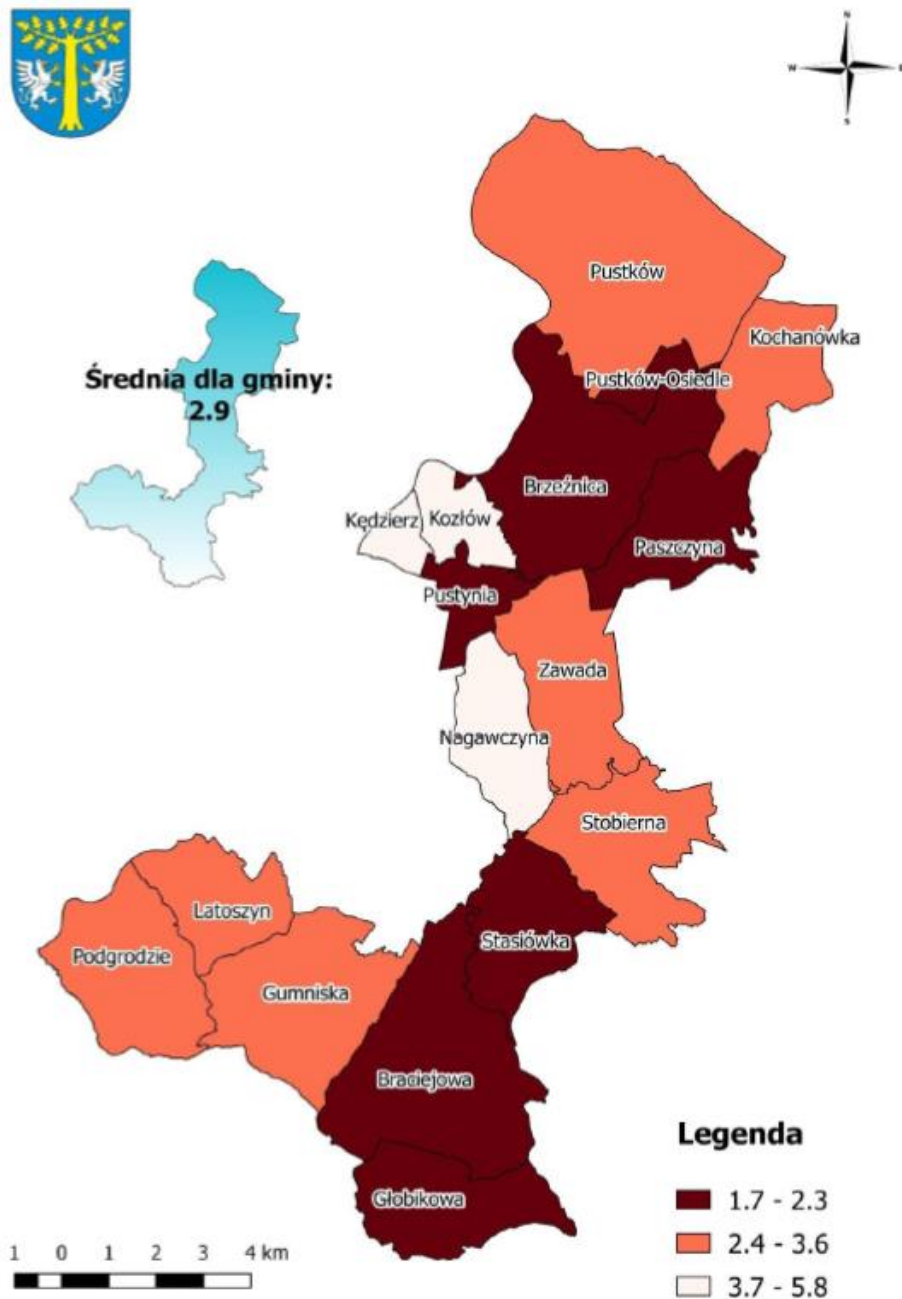 N
W
E
S
Pustków
Kochanówka
Średnia dla gminy:
2.9
Pustków-Osiedle
Brzeźnica
Kędzierz
Kozłów
Paszczyna
Pustynia
Zawada
Nagawczyna
Stobierna
Latoszyn
Stasiówka
Podgrodzie
Gumniska
Braciejowa
Głobikowa
Legenda
1.7 - 2.3
2.4 - 3.6
3.7 - 5.8
1 0 1 2 3 4 km